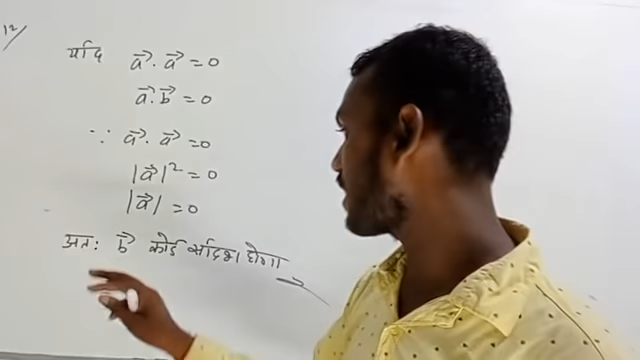 12/
यदि a⃗ . a⃗ = 0
a⃗ . b⃗ = 0
∵ a⃗ . a⃗ = 0
|a⃗|² = 0
|a⃗| = 0
अतः b⃗ कोई सदिश होगा